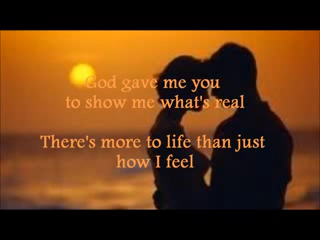 God gave me you
to show me what's real
There's more to life than just
how I feel